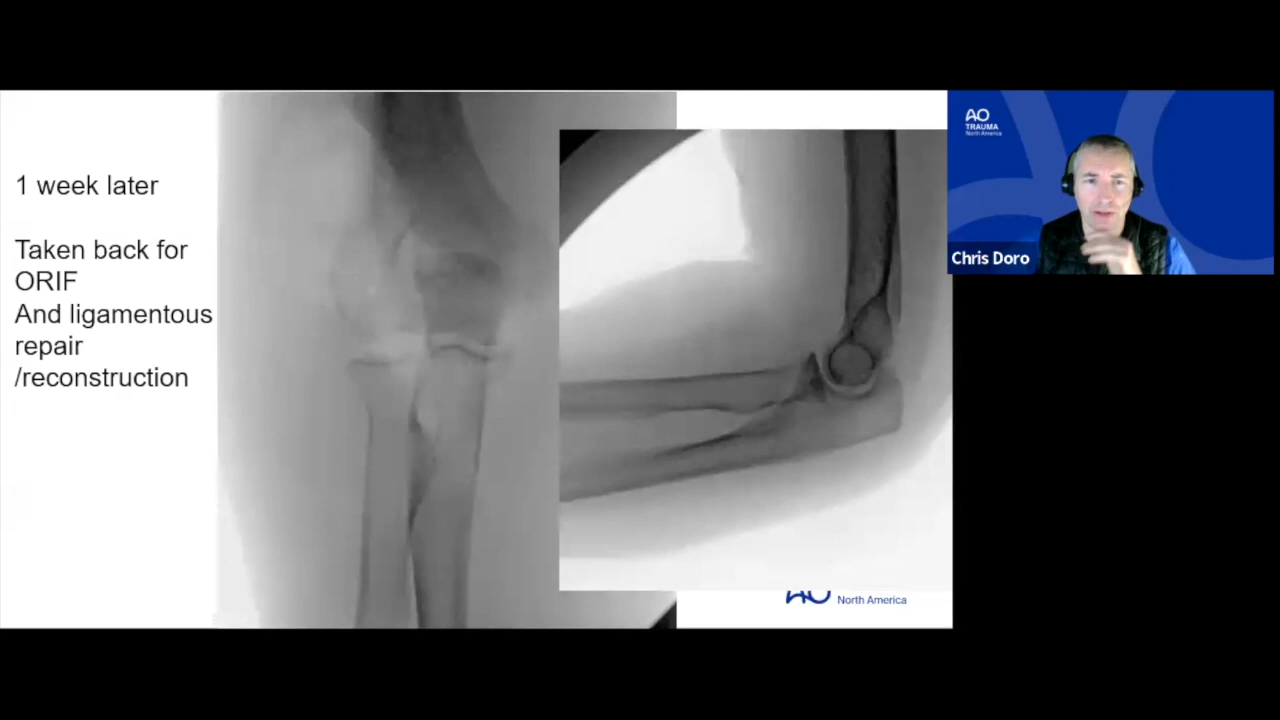 1 week later
Taken back for
ORIF
And ligamentous
repair
/reconstruction
AO
TRAUMA
North America
Chris Doro
AO
North America